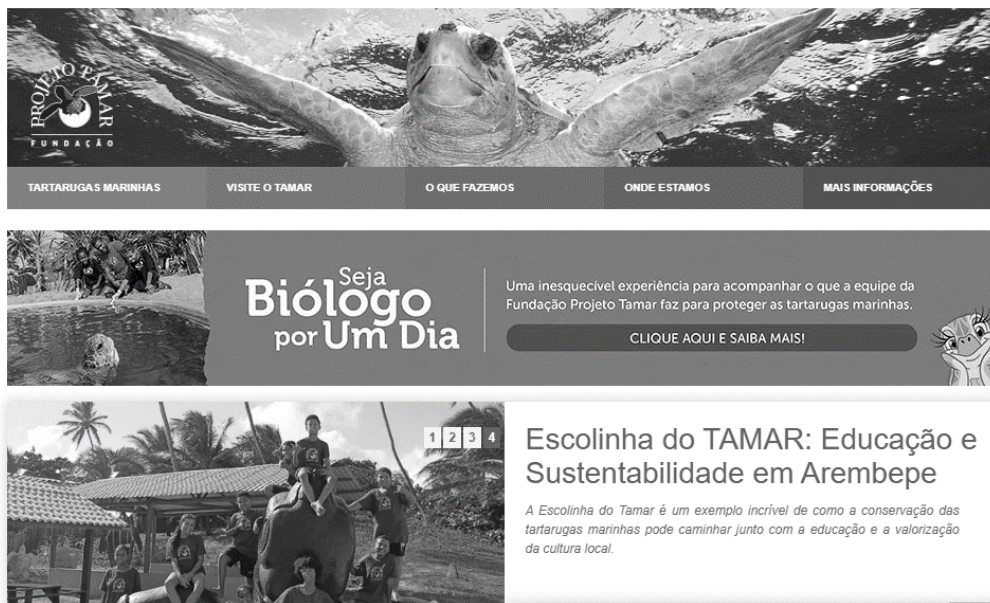 PROJETO TAMAR
FUNDAÇÃO
TARTARUGAS MARINHAS
VISITE O TAMAR
O QUE FAZEMOS
ONDE ESTAMOS
MAIS INFORMAÇÕES
Seja
Biólogo
por Um Dia
Uma inesquecível experiência para acompanhar o que a equipe da
Fundação Projeto Tamar faz para proteger as tartarugas marinhas.
CLIQUE AQUI E SAIBA MAIS!
1 2 3 4
Escolinha do TAMAR: Educação e
Sustentabilidade em Arembepe
A Escolinha do Tamar é um exemplo incrível de como a conservação das
tartarugas marinhas pode caminhar junto com a educação e a valorização
da cultura local.